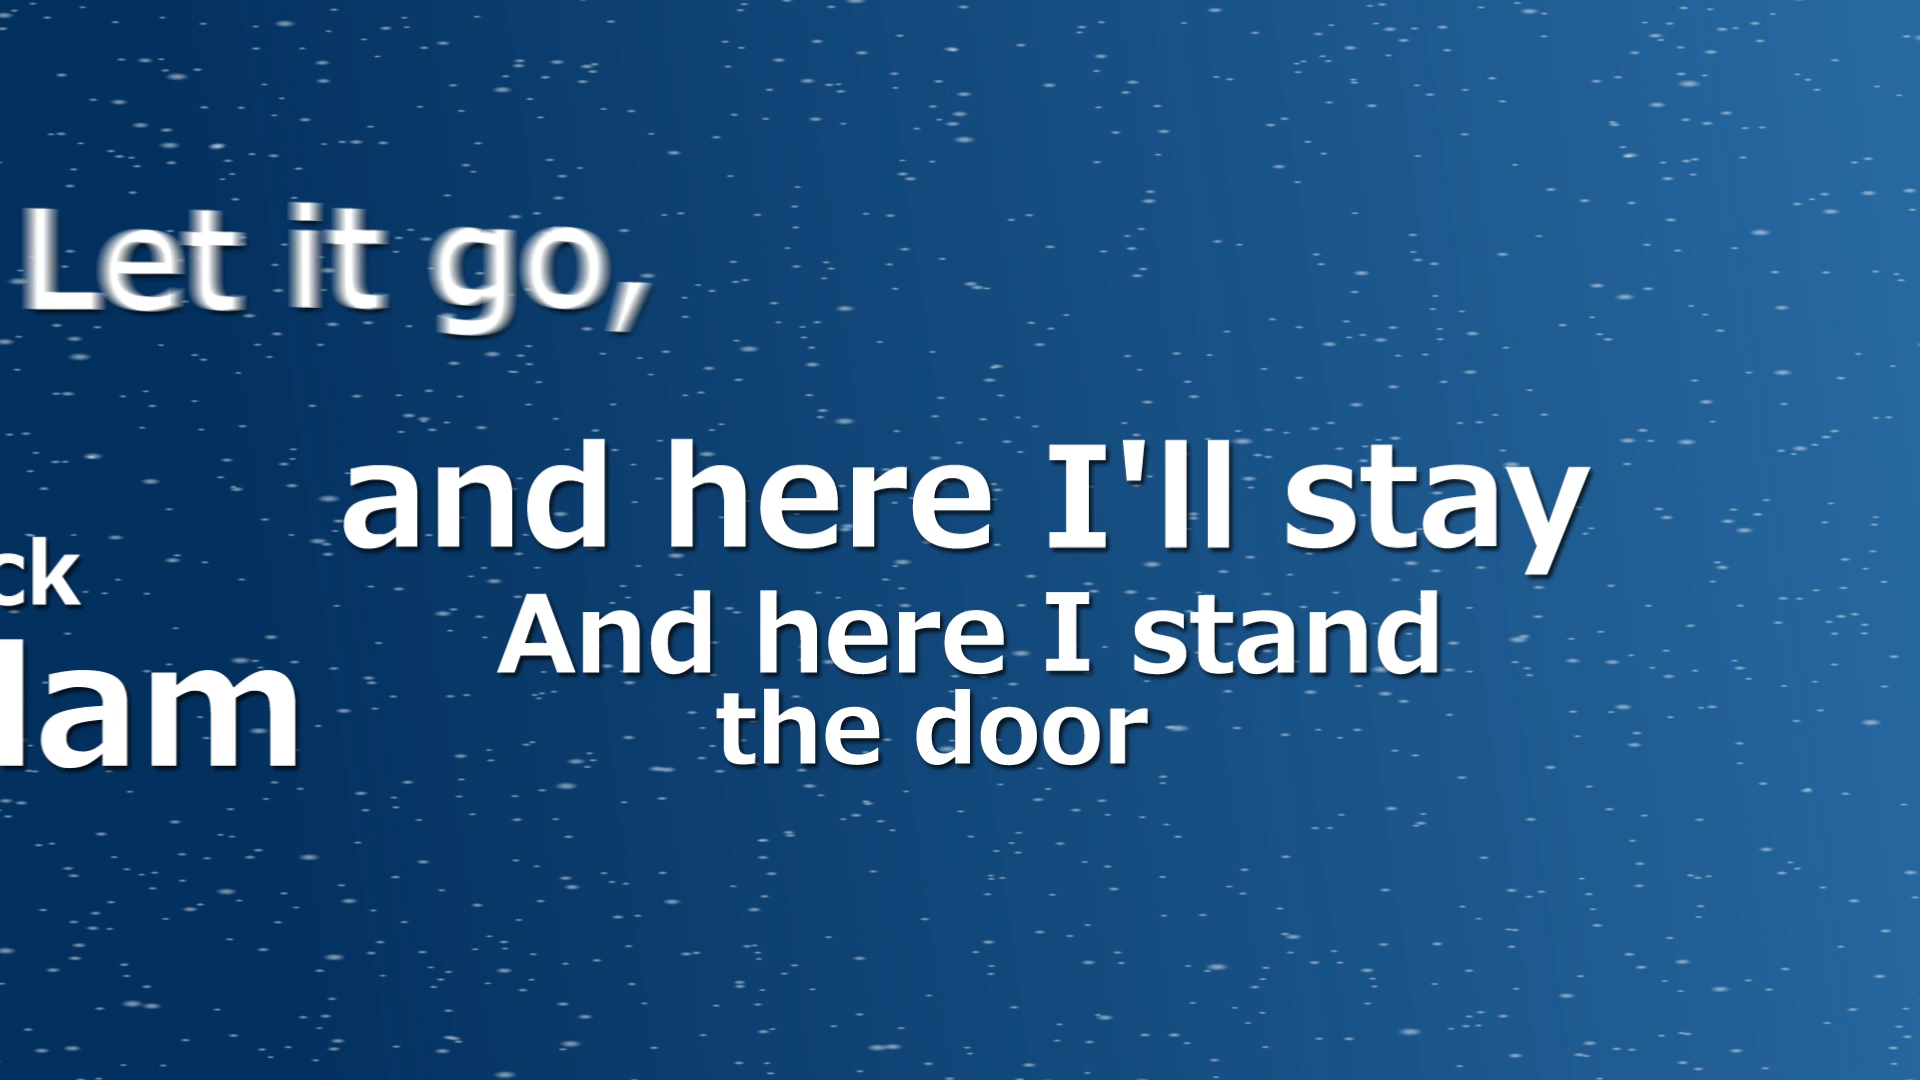 Let it go,
and here I'll stay
ck
And here I stand
lam
the door